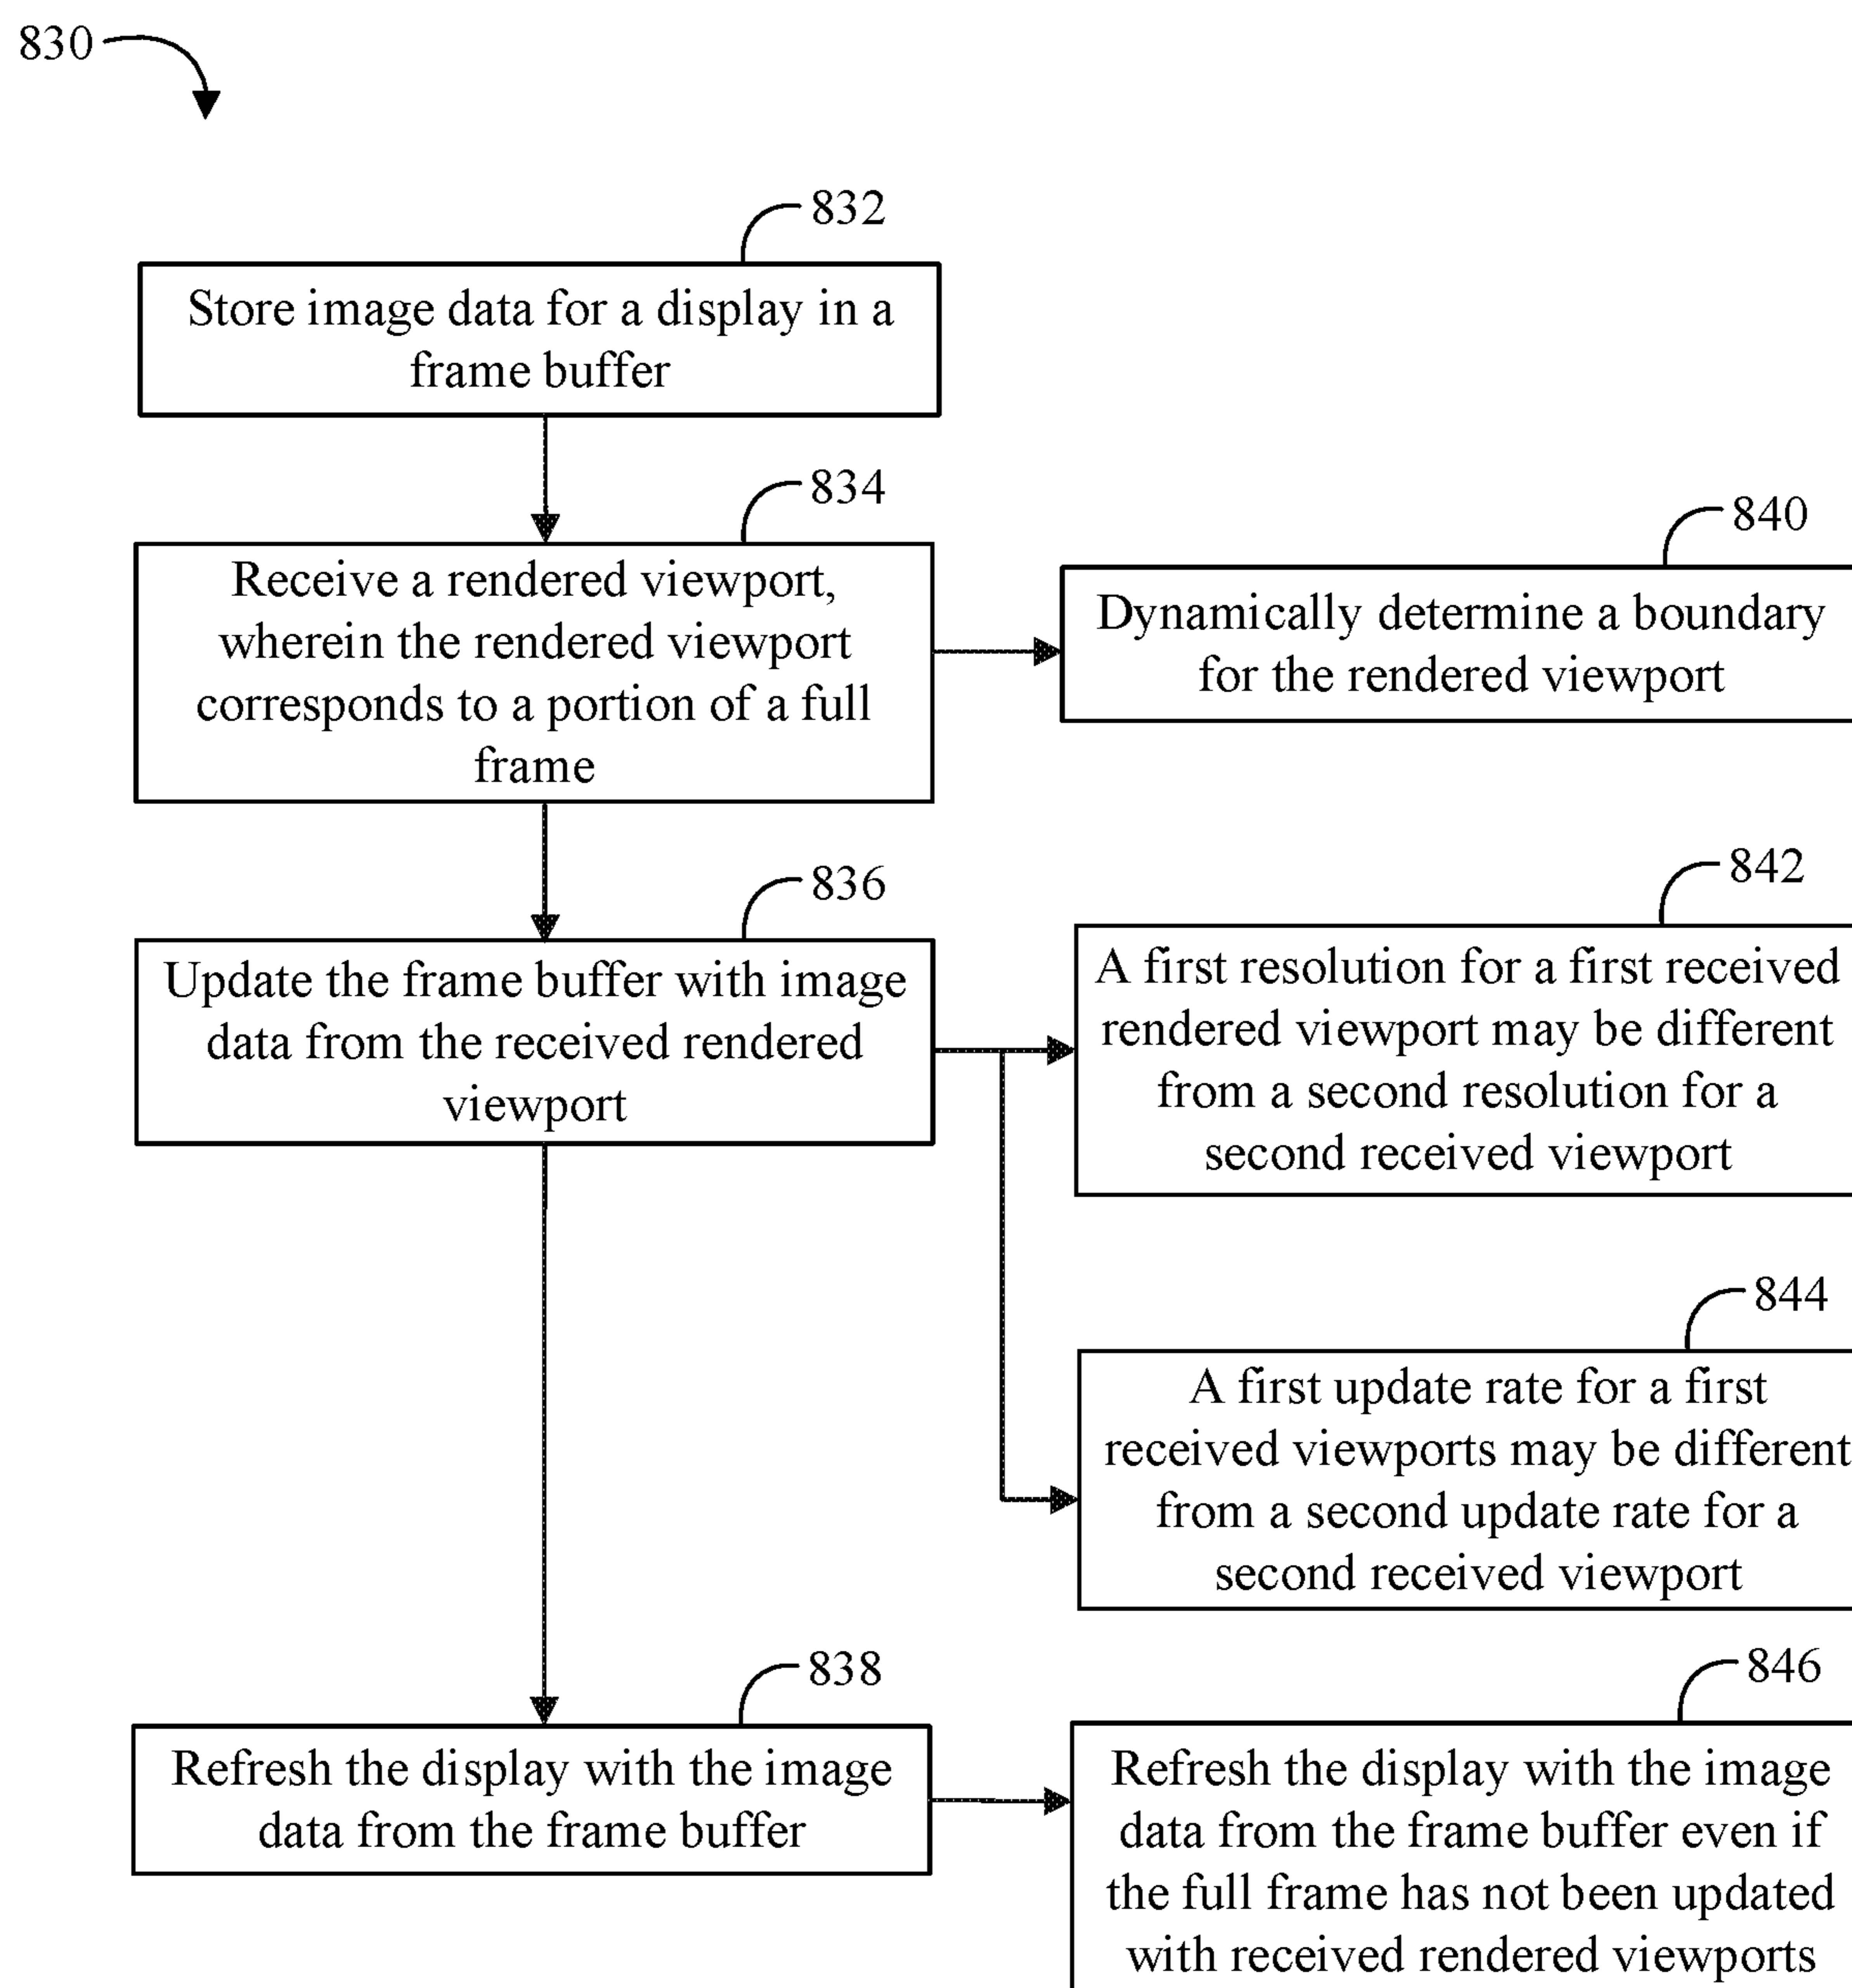 830
832
Store image data for a display in a
frame buffer
834
Receive a rendered viewport,
wherein the rendered viewport
corresponds to a portion of a full
frame
840
Dynamically determine a boundary
for the rendered viewport
836
Update the frame buffer with image
data from the received rendered
viewport
842
A first resolution for a first received
rendered viewport may be different
from a second resolution for a
second received viewport
844
A first update rate for a first
received viewports may be different
from a second update rate for a
second received viewport
838
Refresh the display with the image
data from the frame buffer
846
Refresh the display with the image
data from the frame buffer even if
the full frame has not been updated
with received rendered viewports